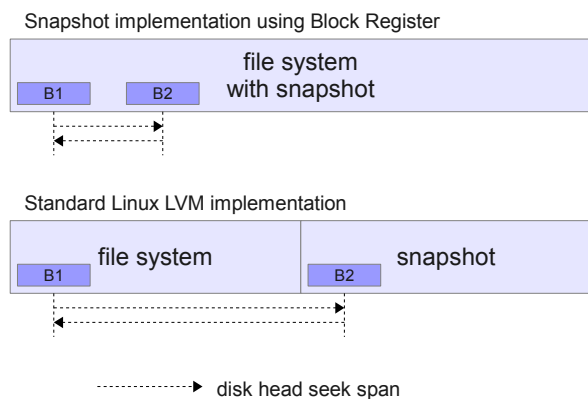 Snapshot implementation using Block Register
file system
with snapshot
B1 B2
Standard Linux LVM implementation
file system snapshot
B1 B2
disk head seek span